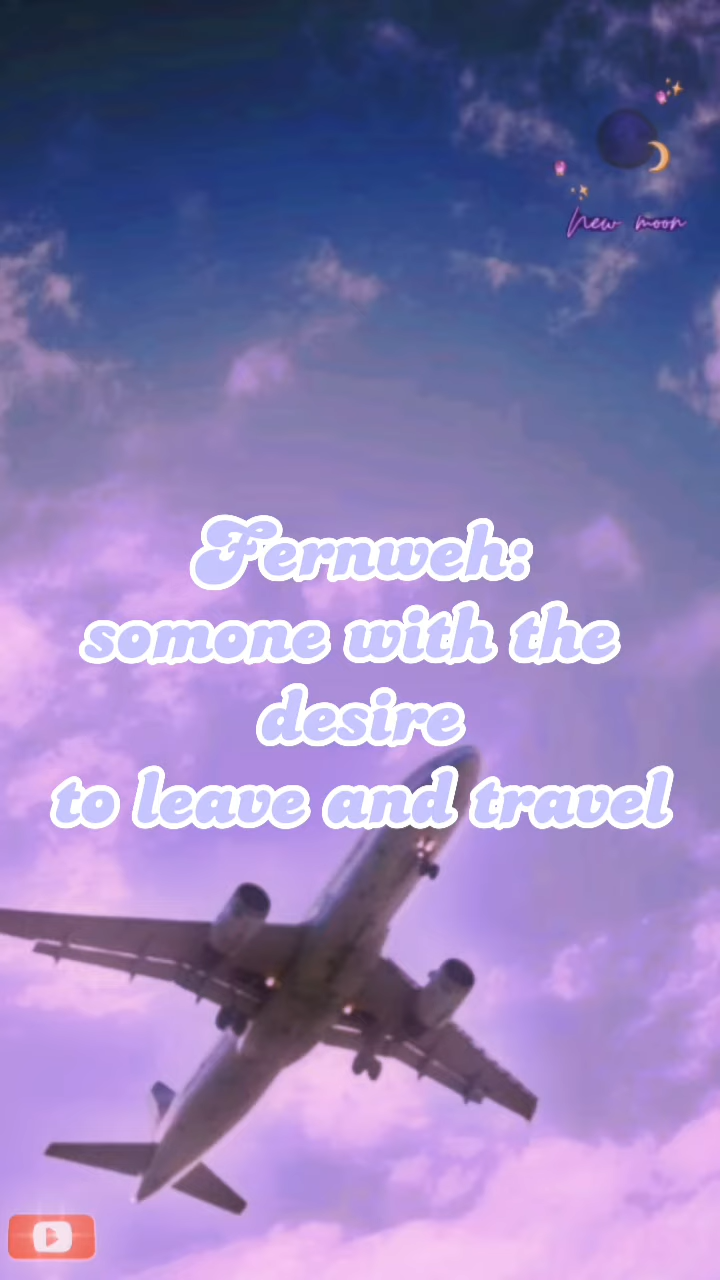 New moon
Fernweh:
somone with the
desire
to leave and travel